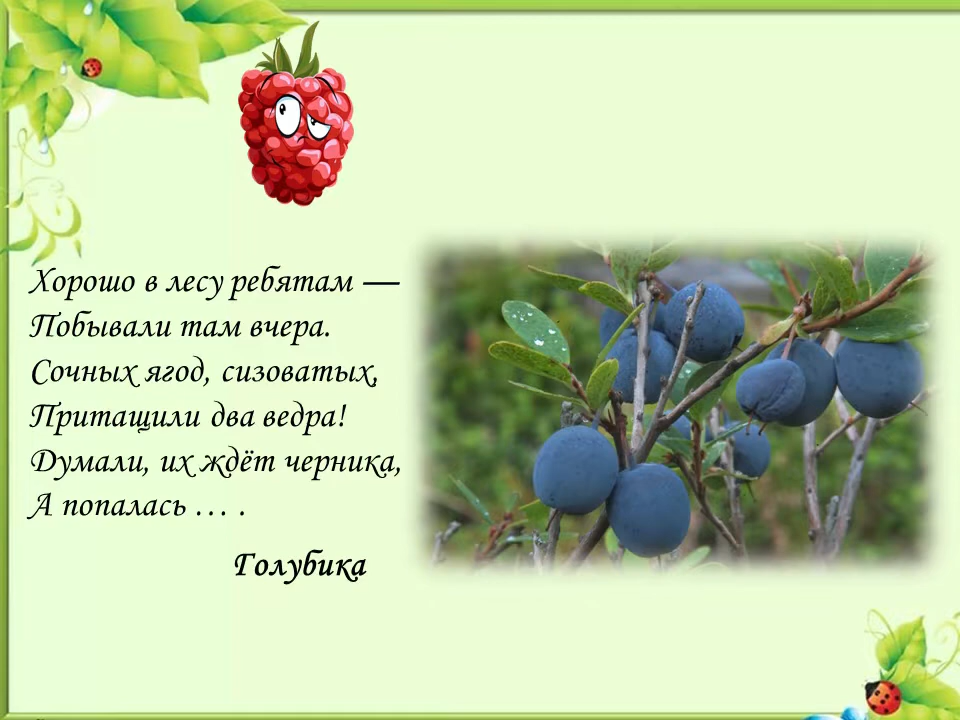 Хорошо в лесу ребятам —
Побывали там вчера.
Сочных ягод, сизоватых,
Притащили два ведра!
Думали, их ждёт черника,
А попалась … .
Голубика